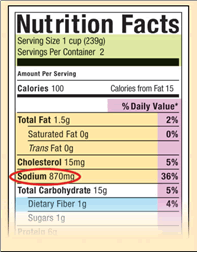 Nutrition Facts
Serving Size 1 cup (239g)
Servings Per Container 2
Amount Per Serving
Calories 100 Calories from Fat 15
% Daily Value*
Total Fat 1.5g 2%
Saturated Fat 0g 0%
Trans Fat 0g
Cholesterol 15mg 5%
Sodium 870mg 36%
Total Carbohydrate 15g 5%
Dietary Fiber 1g 4%
Sugars 1g